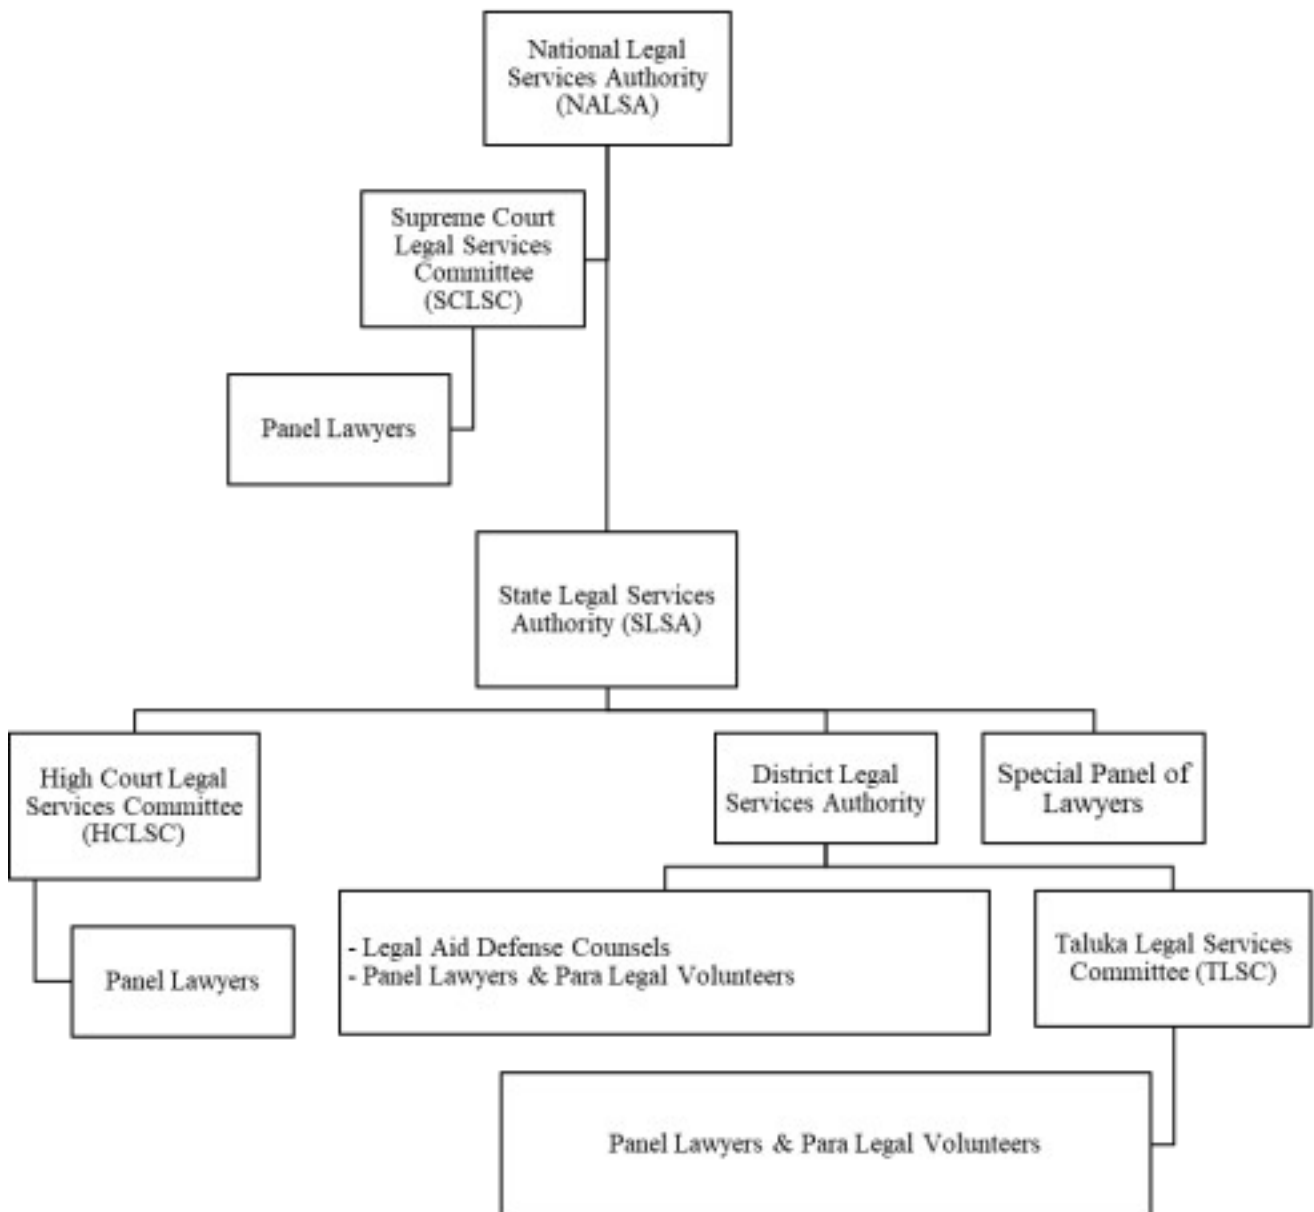 National Legal
Services Authority
(NALSA)
Supreme Court
Legal Services
Committee
(SCLSC)
Panel Lawyers
State Legal Services
Authority (SLSA)
High Court Legal
Services Committee
(HCLSC)
District Legal
Services Authority
Special Panel of
Lawyers
Panel Lawyers
- Legal Aid Defense Counsels
- Panel Lawyers & Para Legal Volunteers
Taluka Legal Services
Committee (TLSC)
Panel Lawyers & Para Legal Volunteers